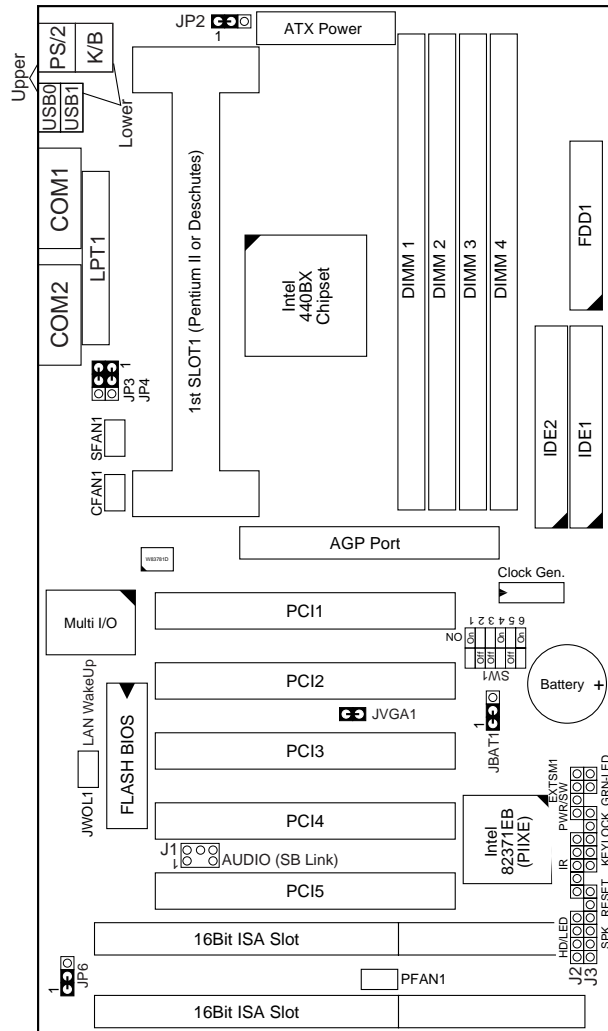 JP2
1
ATX Power
Upper
PS/2
K/B
USB0
USB1
Lower
COM1
COM2
LPT1
1st SLOT1 (Pentium II or Deschutes)
Intel
440BX
Chipset
DIMM 1
DIMM 2
DIMM 3
DIMM 4
FDD1
IDE2
IDE1
1
JP3
JP4
SFAN1
CFAN1
W83781D
AGP Port
Clock Gen.
Multi I/O
PCI1
ON
1 2 3 4 5 6
On
Off
Off
On
Off
On
SW1
Battery +
PCI2
LAN WakeUp
JWOL1
FLASH BIOS
JVGA1
1
JBAT1
PCI3
EXTSM1
PWR/SW
GRN-LED
PCI4
Intel
82371EB
(PIIXE)
IR
KEYLOCK
J1
1
AUDIO (SB Link)
PCI5
RESET
HD/LED
SPK
J2
J3
16Bit ISA Slot
1
JP6
PFAN1
16Bit ISA Slot